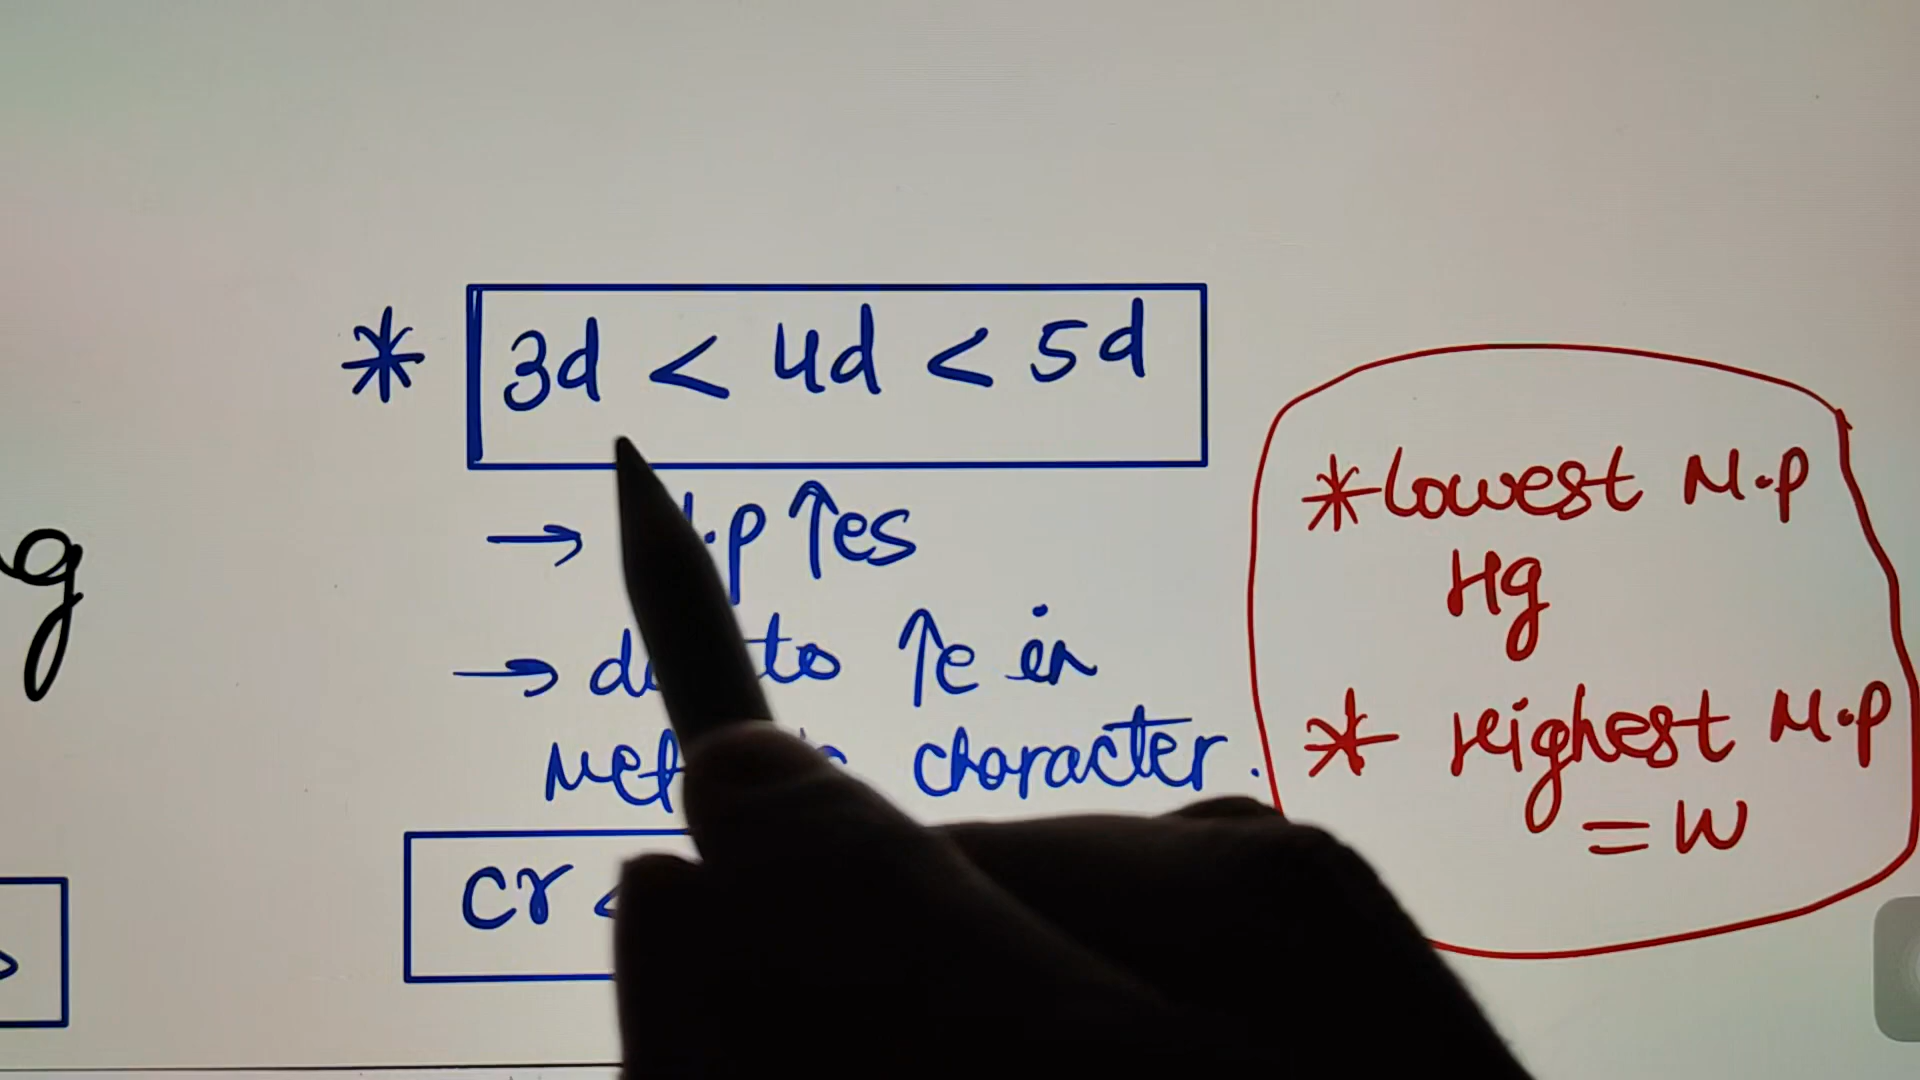 * 3d < 4d < 5d
→ .p ↑es
→ to ↑e in
character.
Cr <
*Lowest M.p
Hg
* Highest M.p
= W
g